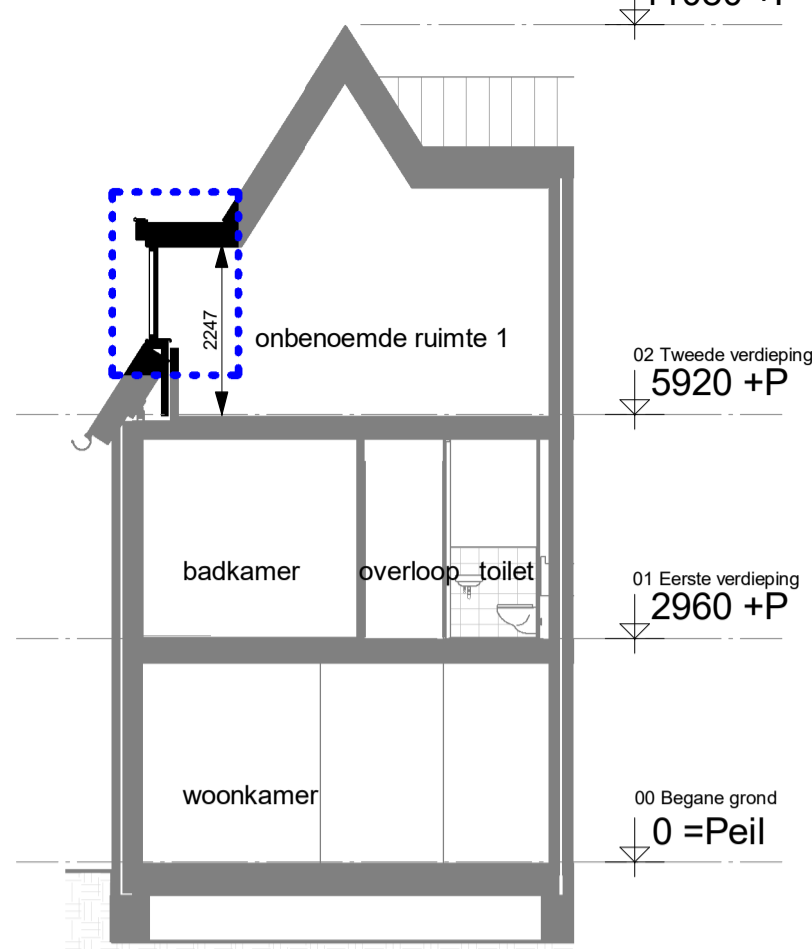 2247
onbenoemde ruimte 1
02 Tweede verdieping
5920 +P
badkamer
overloop
toilet
01 Eerste verdieping
2960 +P
woonkamer
00 Begane grond
0 =Peil